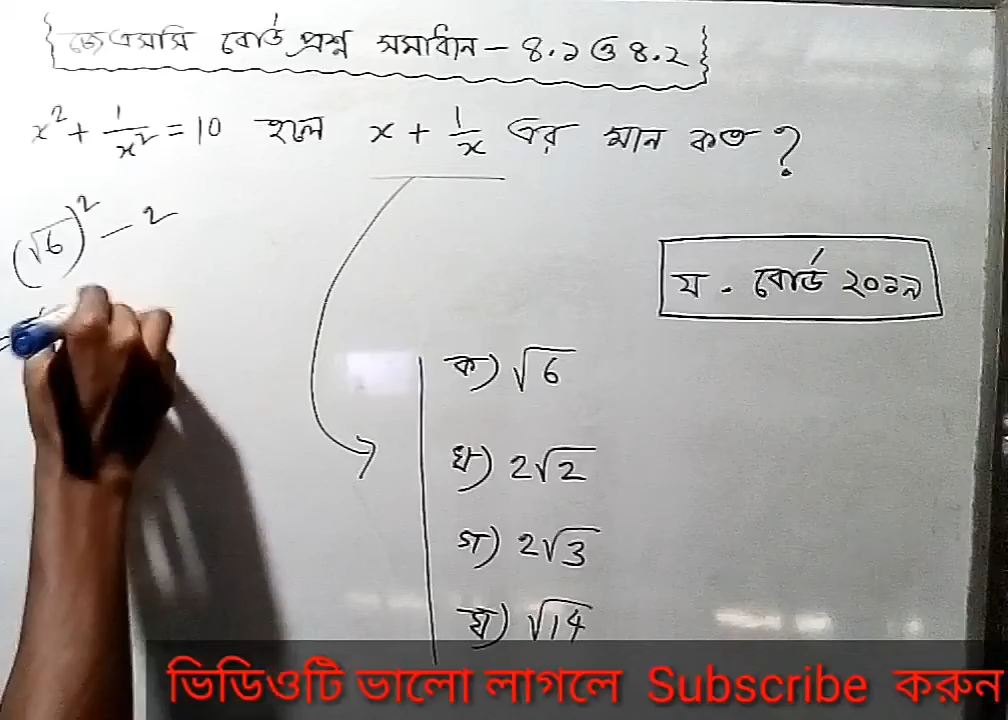 জেএসসি বোর্ড প্রশ্ন সমাধান - ৪.১ ও ৪.২
x² + 1/x² = 10 হলে x + 1/x এর মান কত ?
(√6)² - 2
য . বোর্ড ২০১৯
=
ক) √6
খ) 2√2
গ) 2√3
ঘ) √14
ভিডিওটি ভালো লাগলে Subscribe করুন